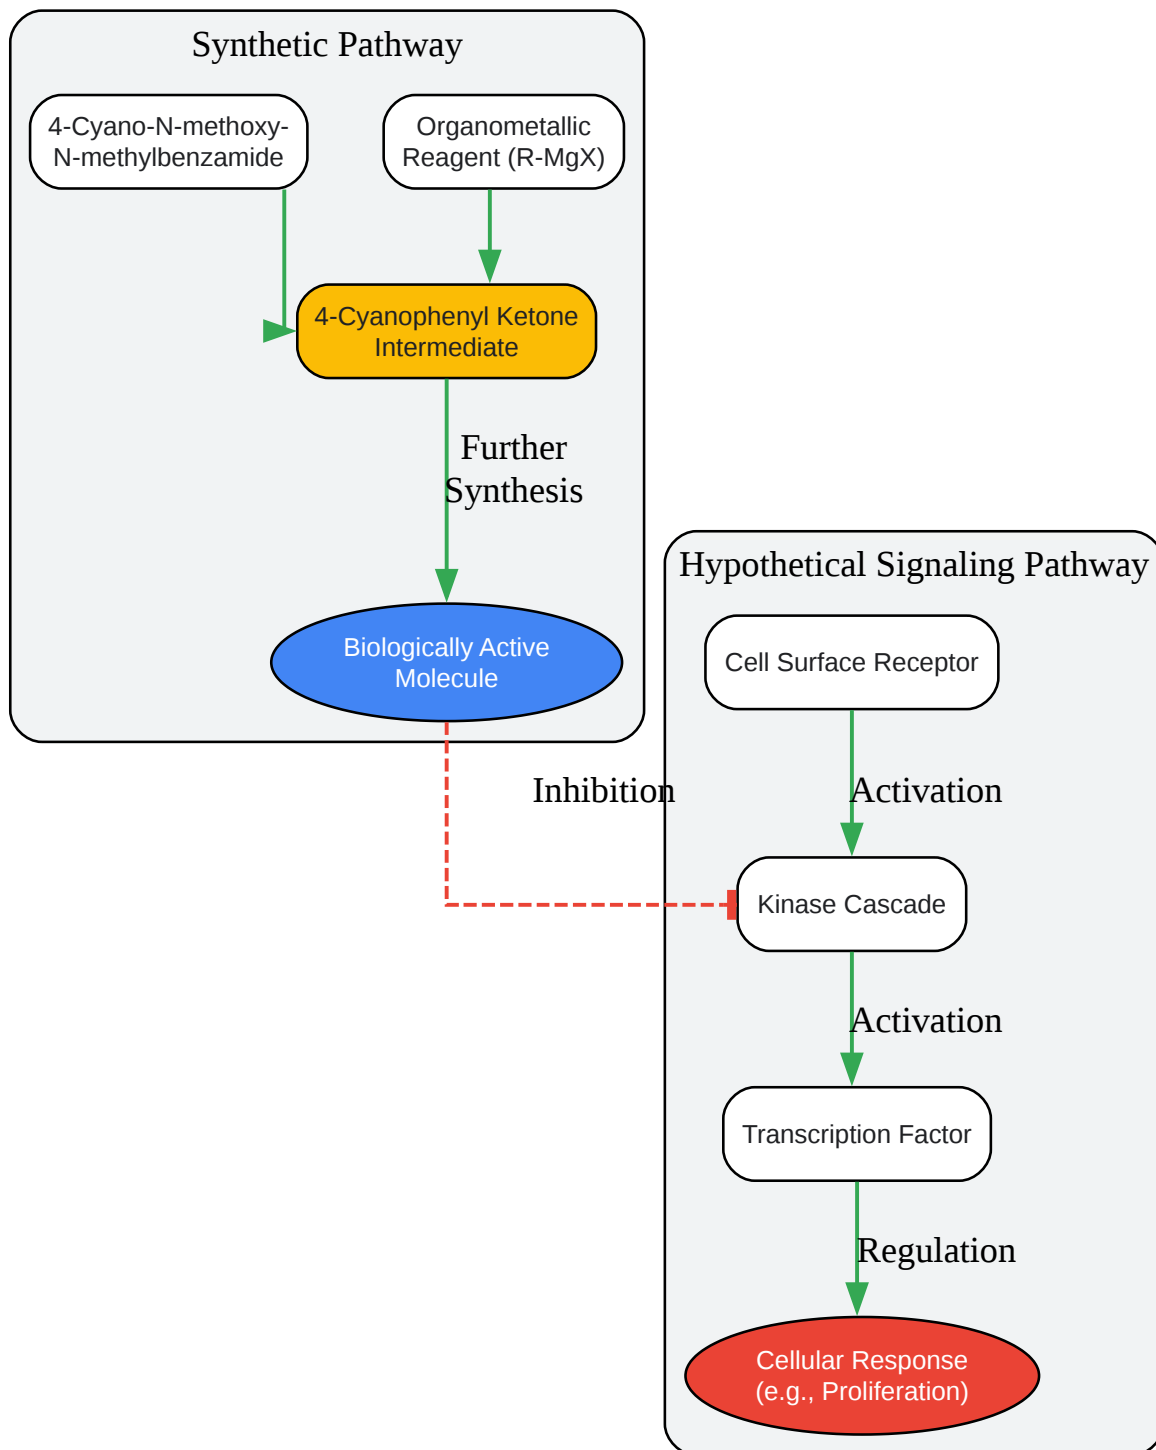 Synthetic Pathway
4-Cyano-N-methoxy-
N-methylbenzamide
Organometallic
Reagent (R-MgX)
4-Cyanophenyl Ketone
Intermediate
Further
Synthesis
Biologically Active
Molecule
Inhibition
Hypothetical Signaling Pathway
Cell Surface Receptor
Activation
Kinase Cascade
Activation
Transcription Factor
Regulation
Cellular Response
(e.g., Proliferation)